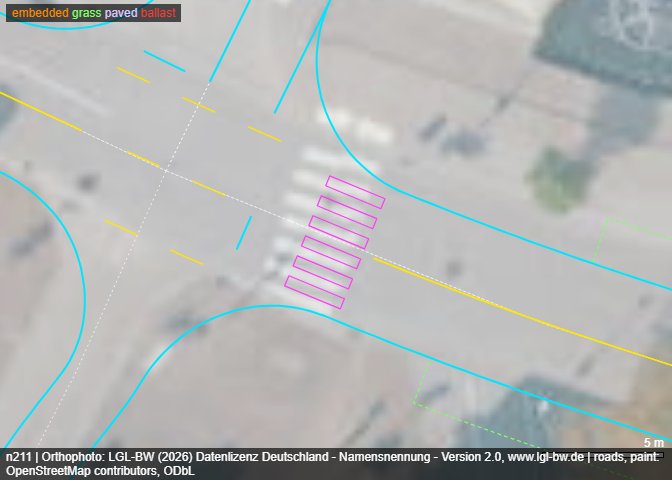 embedded grass paved ballast
5 m
n211 | Orthophoto: LGL-BW (2026) Datenlizenz Deutschland - Namensnennung - Version 2.0, www.lgl-bw.de | roads, paint:
OpenStreetMap contributors, ODbL